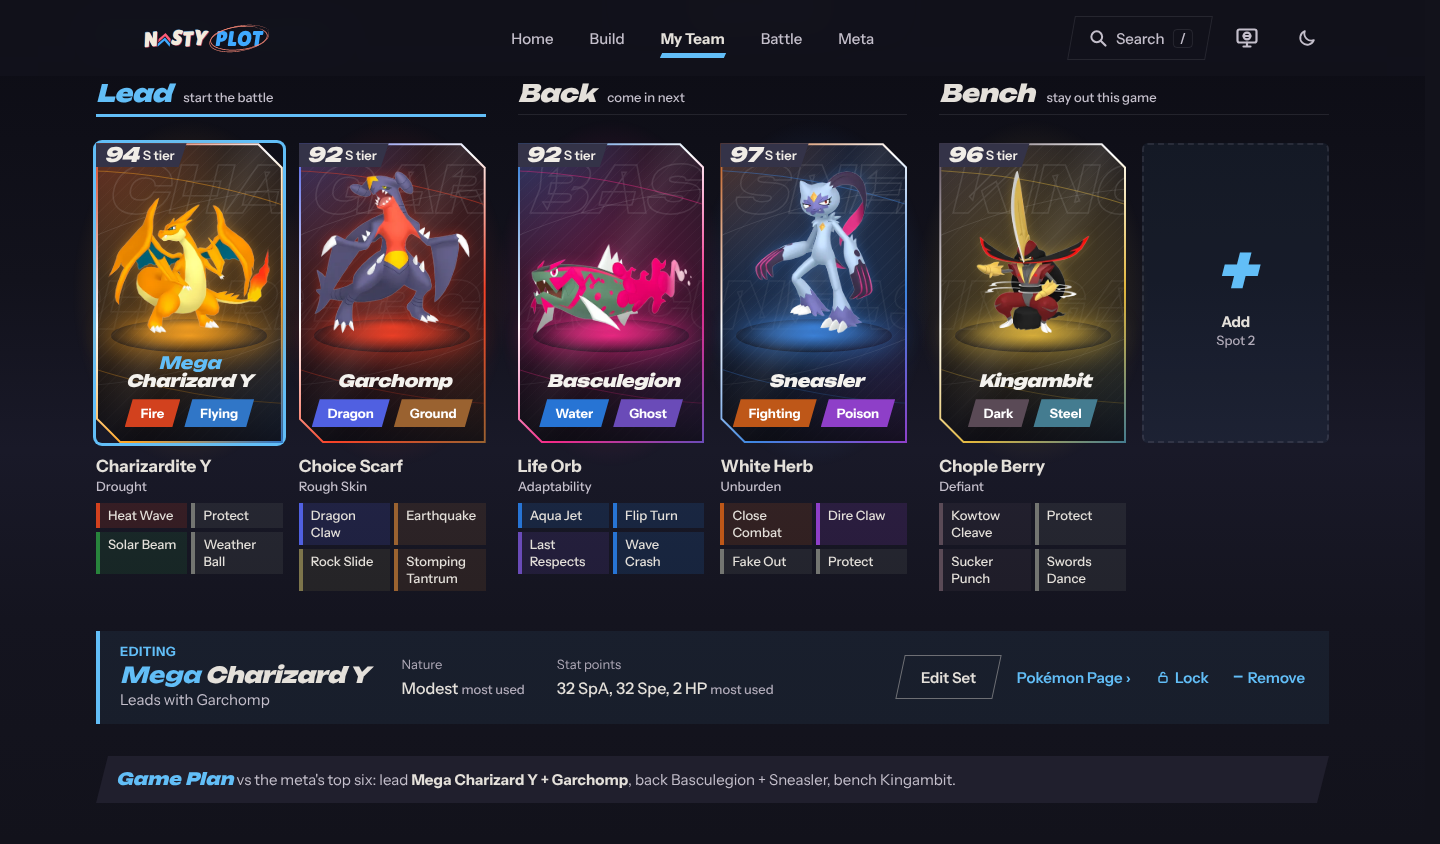 NASTY PLOT
Home
Build
My Team
Battle
Meta
Search /
Lead start the battle
Back come in next
Bench stay out this game
94 S tier
Mega
Charizard Y
Fire
Flying
92 S tier
Garchomp
Dragon
Ground
92 S tier
BAS
Basculegion
Water
Ghost
97 S tier
Sneasler
Fighting
Poison
96 S tier
KING
Kingambit
Dark
Steel
Add
Spot 2
Charizardite Y
Drought
Heat Wave
Protect
Solar Beam
Weather
Ball
Choice Scarf
Rough Skin
Dragon
Claw
Earthquake
Rock Slide
Stomping
Tantrum
Life Orb
Adaptability
Aqua Jet
Flip Turn
Last
Respects
Wave
Crash
White Herb
Unburden
Close
Combat
Dire Claw
Fake Out
Protect
Chople Berry
Defiant
Kowtow
Cleave
Protect
Sucker
Punch
Swords
Dance
EDITING
Mega Charizard Y
Leads with Garchomp
Nature
Modest most used
Stat points
32 SpA, 32 Spe, 2 HP most used
Edit Set
Pokémon Page ›
Lock
− Remove
Game Plan vs the meta's top six: lead Mega Charizard Y + Garchomp, back Basculegion + Sneasler, bench Kingambit.